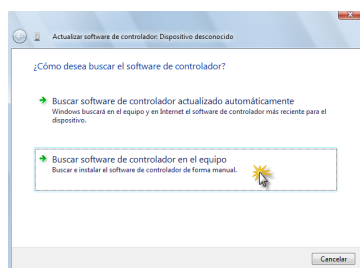 Actualizar software de controlador: Dispositivo desconocido
¿Cómo desea buscar el software de controlador?
Buscar software de controlador actualizado automáticamente
Windows buscará en el equipo y en Internet el software de controlador más reciente para el
dispositivo.
Buscar software de controlador en el equipo
Buscar e instalar el software de controlador de forma manual.
Cancelar